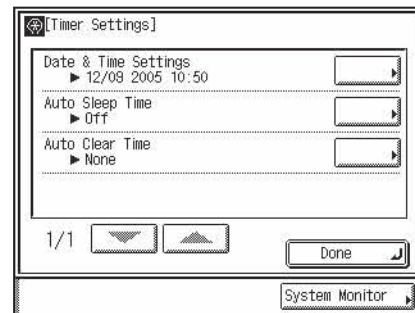 [Timer Settings]
Date & Time Settings
► 12/09 2005 10:50
Auto Sleep Time
► Off
Auto Clear Time
► None
1/1
Done
System Monitor